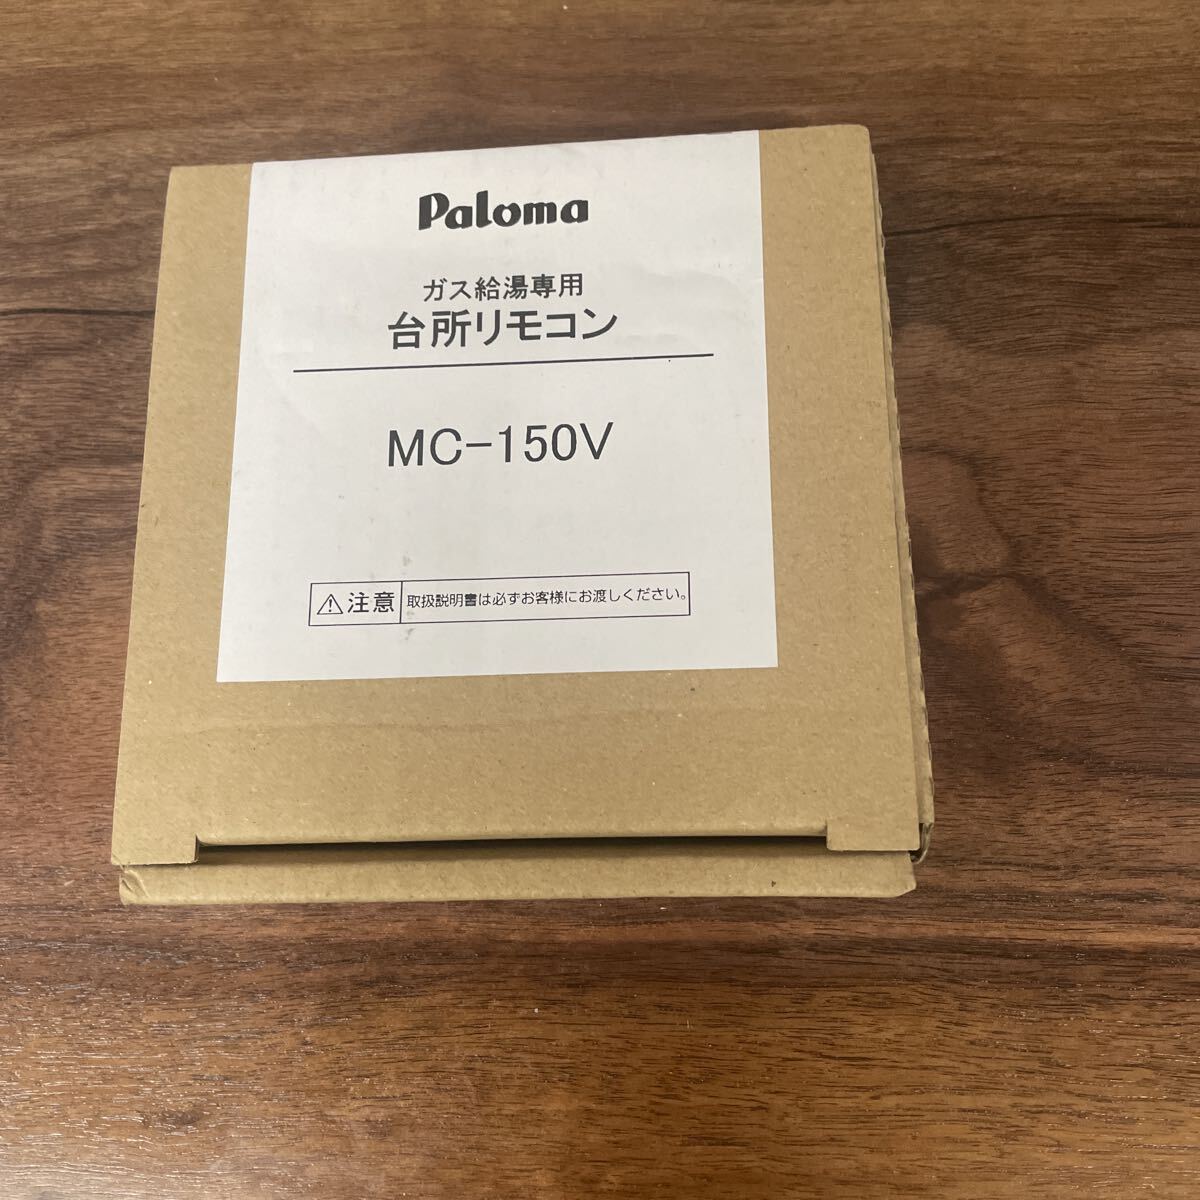 Paloma
ガス給湯専用
台所リモコン
MC-150V
⚠注意 取扱説明書は必ずお客様にお渡しください。